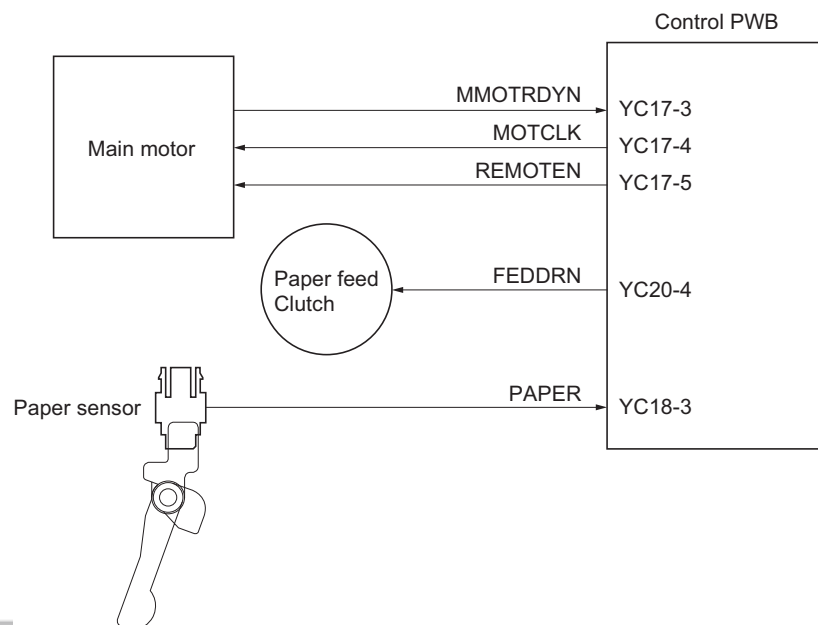 Control PWB
MMOTRDYN
YC17-3
Main motor
MOTCLK
YC17-4
REMOTEN
YC17-5
Paper feed
Clutch
FEDDRN
YC20-4
Paper sensor
PAPER
YC18-3